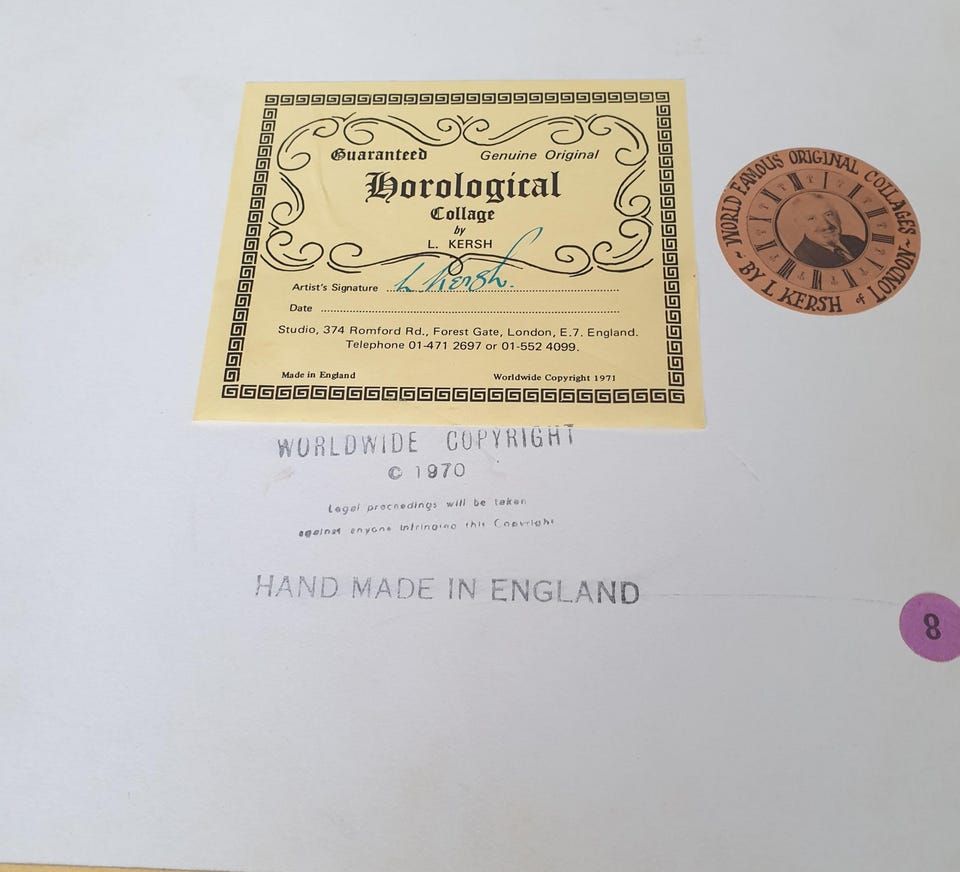 Guaranteed Genuine Original
Horological
Collage
by
L. KERSH
Artist's Signature L Kersh.
Date
Studio, 374 Romford Rd., Forest Gate, London, E.7. England.
Telephone 01-471 2697 or 01-552 4099.
Made in England Worldwide Copyright 1971
~ WORLD FAMOUS ORIGINAL COLLAGES ~
BY L KERSH of LONDON
WORLDWIDE COPYRIGHT
© 1970
Legal proceedings will be taken
against anyone infringing this Copyright
HAND MADE IN ENGLAND
8